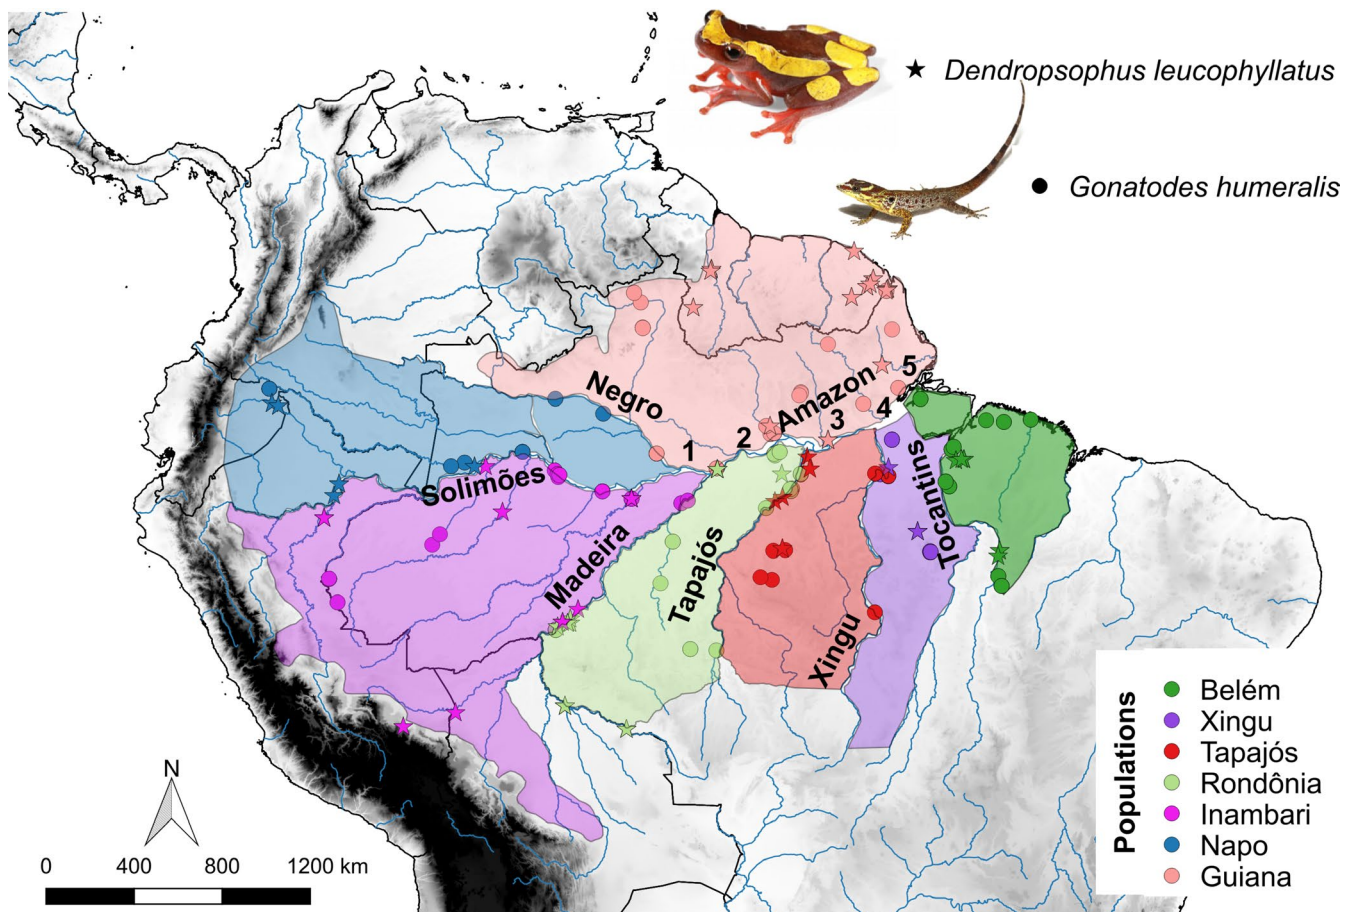 Dendropsophus leucophyllatus
Gonatodes humeralis
Negro
Amazon
1
2
3
4
5
Solimões
Madeira
Tapajós
Xingu
Tocantins
Populations
Belém
Xingu
Tapajós
Rondônia
Inambari
Napo
Guiana
N
0 400 800 1200 km